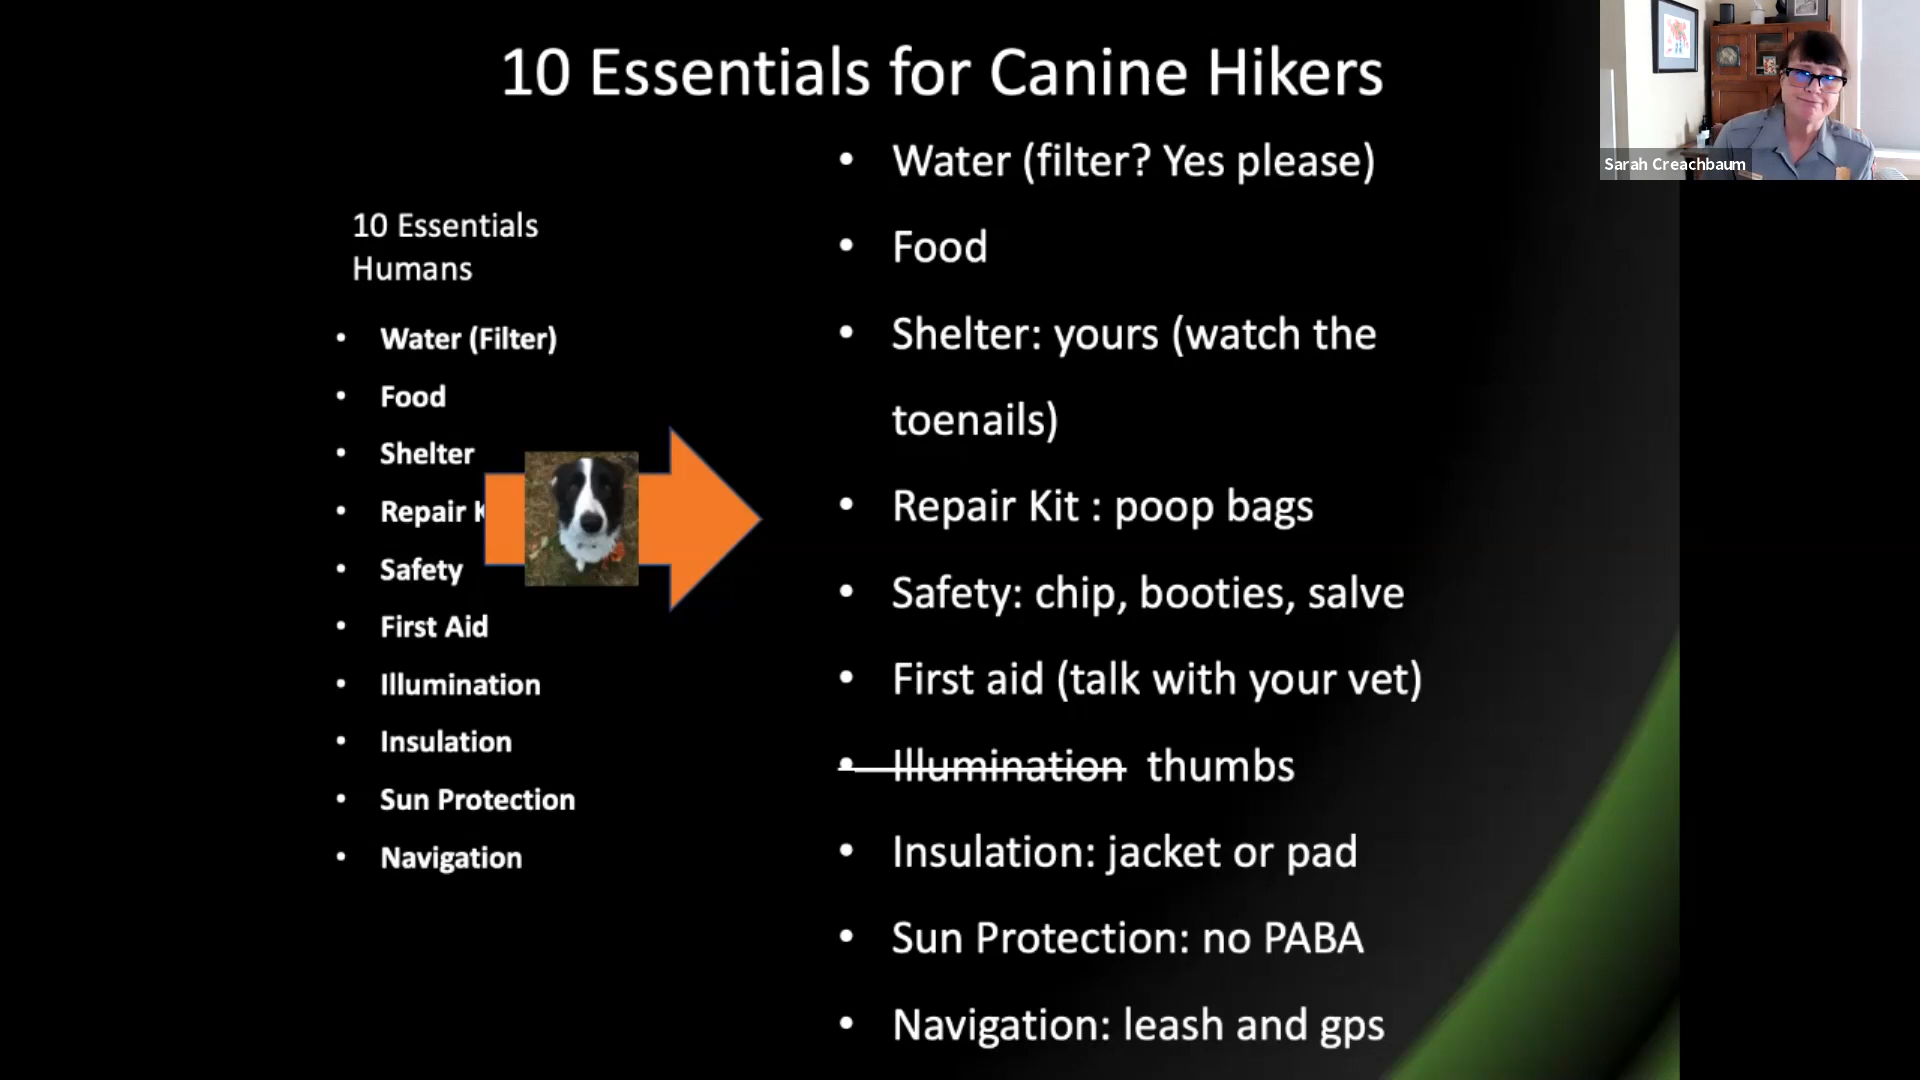 10 Essentials for Canine Hikers
10 Essentials
Humans
• Water (Filter)
• Food
• Shelter
• Repair K
• Safety
• First Aid
• Illumination
• Insulation
• Sun Protection
• Navigation
• Water (filter? Yes please)
• Food
• Shelter: yours (watch the
toenails)
• Repair Kit : poop bags
• Safety: chip, booties, salve
• First aid (talk with your vet)
• Illumination thumbs
• Insulation: jacket or pad
• Sun Protection: no PABA
• Navigation: leash and gps
Sarah Creachbaum